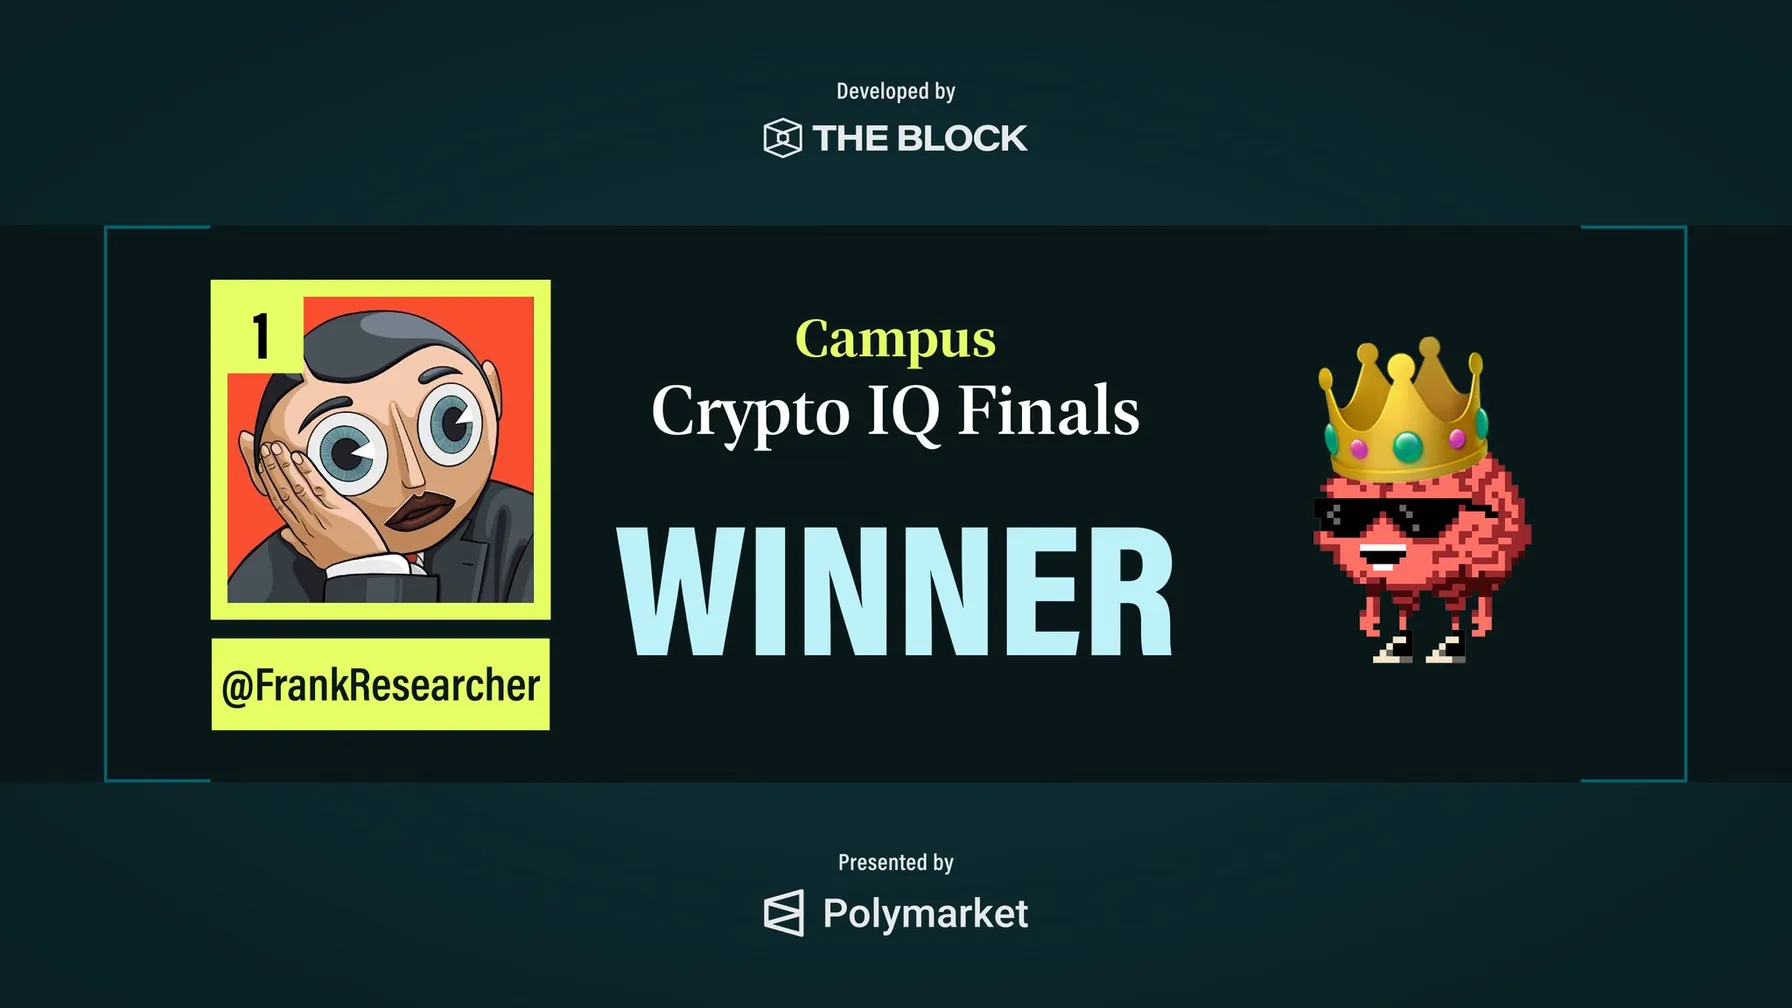 Developed by
THE BLOCK
1
Campus
Crypto IQ Finals
WINNER
@FrankResearcher
Presented by
Polymarket